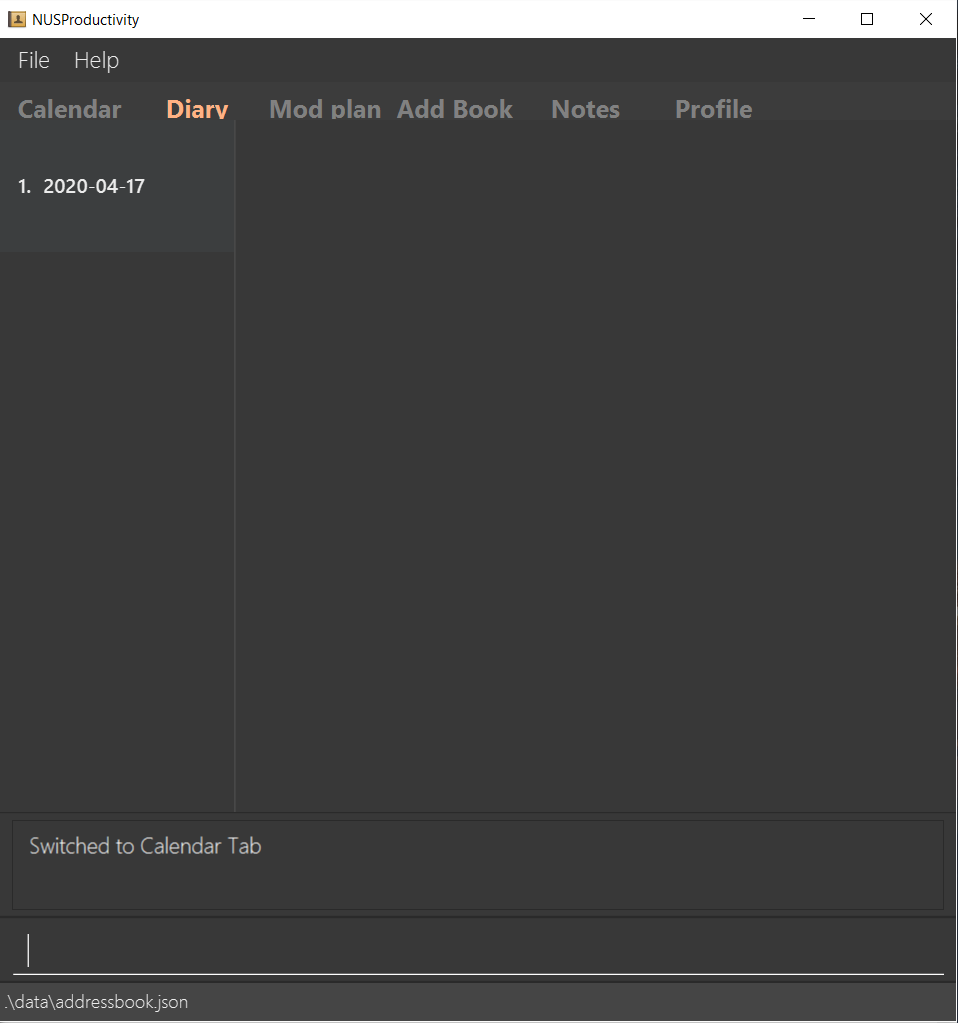 NUSProductivity
File Help
Calendar Diary Mod plan Add Book Notes Profile
1. 2020-04-17
Switched to Calendar Tab
.\data\addressbook.json